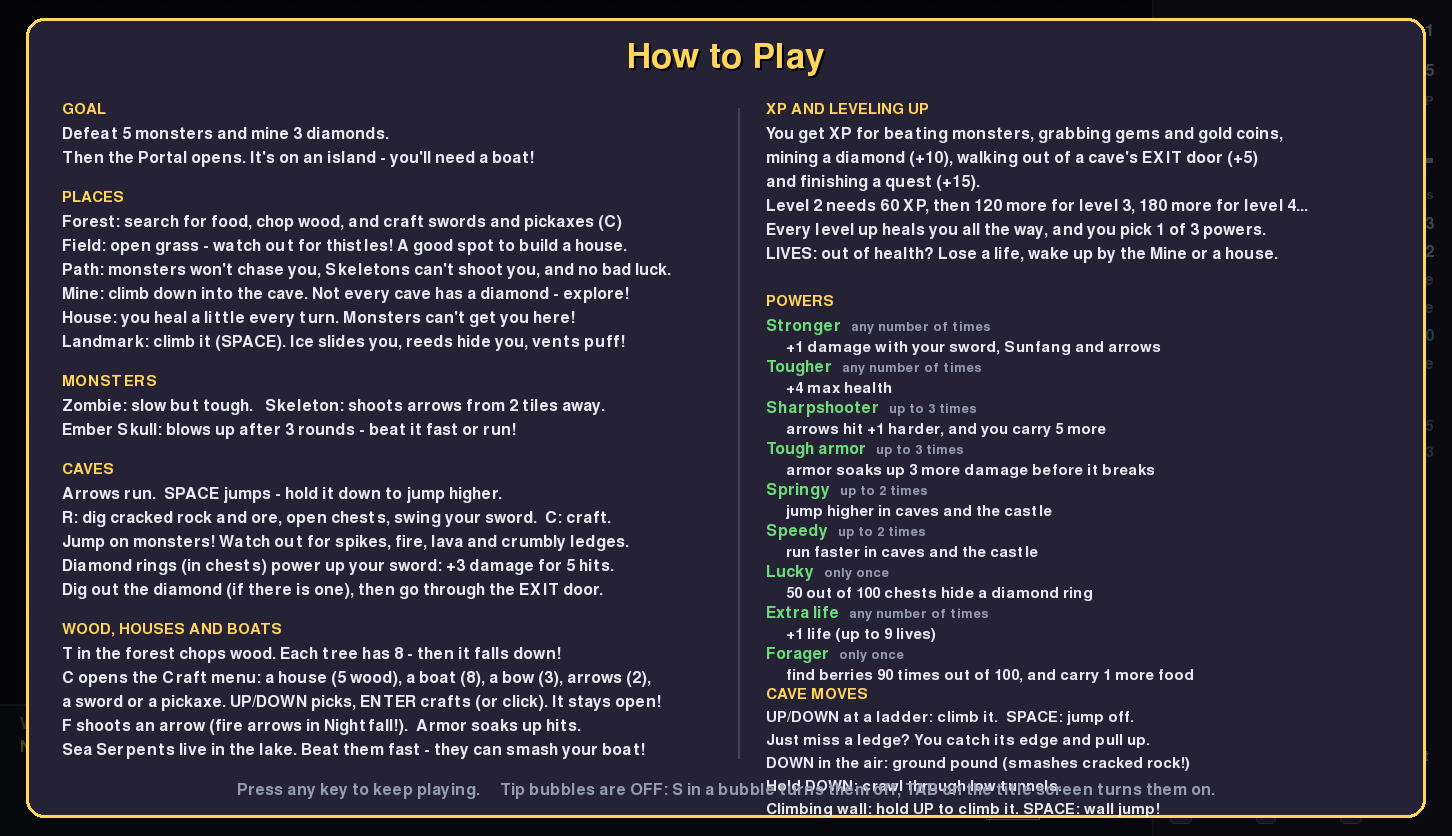 How to Play
GOAL
Defeat 5 monsters and mine 3 diamonds.
Then the Portal opens. It's on an island - you'll need a boat!
PLACES
Forest: search for food, chop wood, and craft swords and pickaxes (C)
Field: open grass - watch out for thistles! A good spot to build a house.
Path: monsters won't chase you, Skeletons can't shoot you, and no bad luck.
Mine: climb down into the cave. Not every cave has a diamond - explore!
House: you heal a little every turn. Monsters can't get you here!
Landmark: climb it (SPACE). Ice slides you, reeds hide you, vents puff!
MONSTERS
Zombie: slow but tough.   Skeleton: shoots arrows from 2 tiles away.
Ember Skull: blows up after 3 rounds - beat it fast or run!
CAVES
Arrows run.  SPACE jumps - hold it down to jump higher.
R: dig cracked rock and ore, open chests, swing your sword.  C: craft.
Jump on monsters! Watch out for spikes, fire, lava and crumbly ledges.
Diamond rings (in chests) power up your sword: +3 damage for 5 hits.
Dig out the diamond (if there is one), then go through the EXIT door.
WOOD, HOUSES AND BOATS
T in the forest chops wood. Each tree has 8 - then it falls down!
C opens the Craft menu: a house (5 wood), a boat (8), a bow (3), arrows (2),
a sword or a pickaxe. UP/DOWN picks, ENTER crafts (or click). It stays open!
F shoots an arrow (fire arrows in Nightfall!).  Armor soaks up hits.
Sea Serpents live in the lake. Beat them fast - they can smash your boat!
XP AND LEVELING UP
You get XP for beating monsters, grabbing gems and gold coins,
mining a diamond (+10), walking out of a cave's EXIT door (+5)
and finishing a quest (+15).
Level 2 needs 60 XP, then 120 more for level 3, 180 more for level 4...
Every level up heals you all the way, and you pick 1 of 3 powers.
LIVES: out of health? Lose a life, wake up by the Mine or a house.
POWERS
Stronger any number of times
+1 damage with your sword, Sunfang and arrows
Tougher any number of times
+4 max health
Sharpshooter up to 3 times
arrows hit +1 harder, and you carry 5 more
Tough armor up to 3 times
armor soaks up 3 more damage before it breaks
Springy up to 2 times
jump higher in caves and the castle
Speedy up to 2 times
run faster in caves and the castle
Lucky only once
50 out of 100 chests hide a diamond ring
Extra life any number of times
+1 life (up to 9 lives)
Forager only once
find berries 90 times out of 100, and carry 1 more food
CAVE MOVES
UP/DOWN at a ladder: climb it.  SPACE: jump off.
Just miss a ledge? You catch its edge and pull up.
DOWN in the air: ground pound (smashes cracked rock!)
Hold DOWN: crawl through low tunnels.
Climbing wall: hold UP to climb it. SPACE: wall jump!
Press any key to keep playing.    Tip bubbles are OFF: S in a bubble turns them off, TAB on the title screen turns them on.